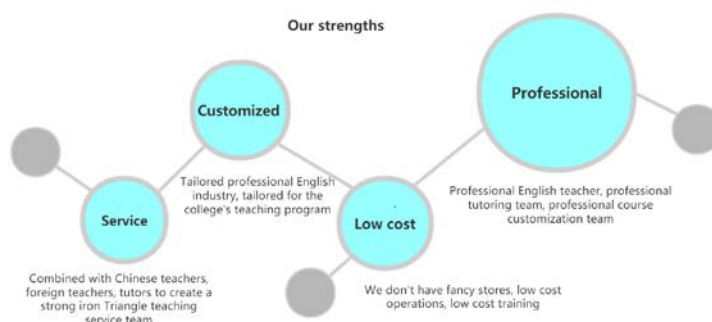 Our strengths
Professional
Customized
Tailored professional English
industry, tailored for the
college's teaching program
Professional English teacher, professional
tutoring team, professional course
customization team
Service
Low cost
Combined with Chinese teachers,
foreign teachers, tutors to create a
strong iron Triangle teaching
service team
We don't have fancy stores, low cost
operations, low cost training